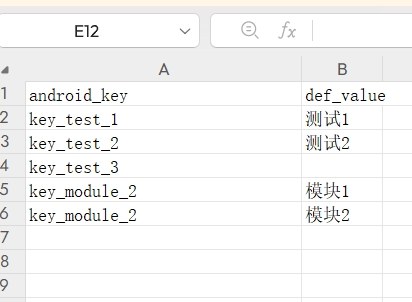 E12 fx
A B
1 android_key def_value
2 key_test_1 测试1
3 key_test_2 测试2
4 key_test_3
5 key_module_2 模块1
6 key_module_2 模块2
7
8
9